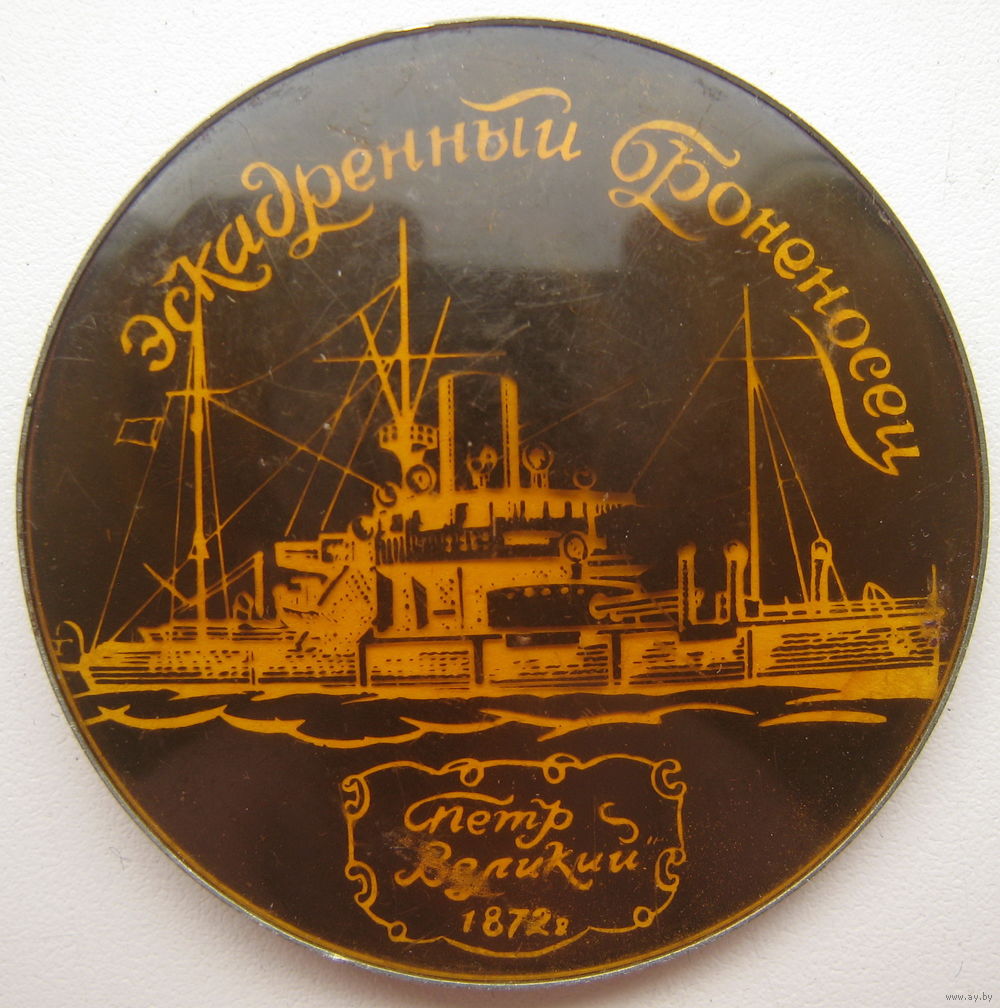 Эскадренный Броненосец
Петр
Великий"
1872г
www.ay.by